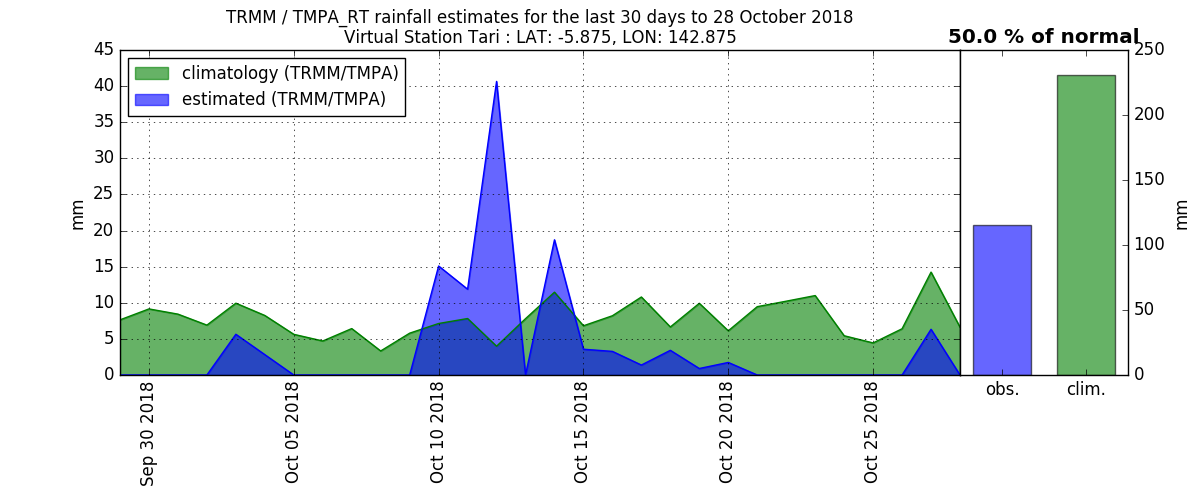 TRMM / TMPA_RT rainfall estimates for the last 30 days to 28 October 2018
Virtual Station Tari : LAT: -5.875, LON: 142.875
50.0 % of normal
climatology (TRMM/TMPA)
estimated (TRMM/TMPA)
45
40
35
30
25
20
15
10
5
0
mm
Sep 30 2018
Oct 05 2018
Oct 10 2018
Oct 15 2018
Oct 20 2018
Oct 25 2018
obs.
clim.
250
200
150
100
50
0
mm